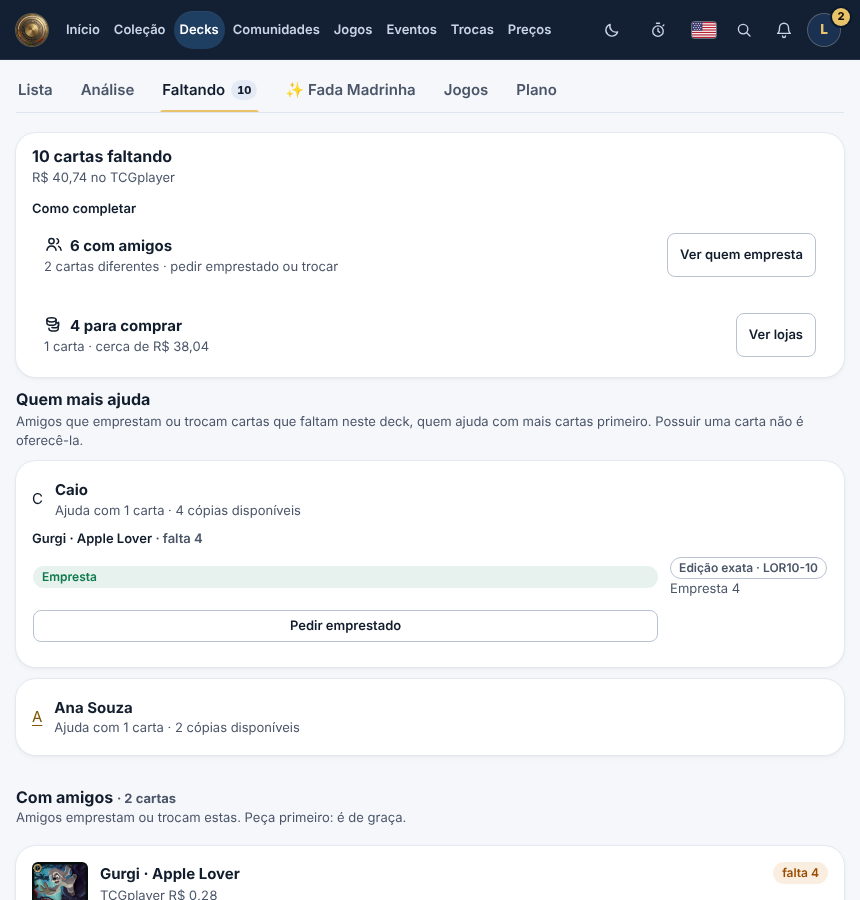 Início Coleção Decks Comunidades Jogos Eventos Trocas Preços L 2
Lista Análise Faltando 10 ✨ Fada Madrinha Jogos Plano
10 cartas faltando
R$ 40,74 no TCGplayer
Como completar
6 com amigos
2 cartas diferentes · pedir emprestado ou trocar
Ver quem empresta
4 para comprar
1 carta · cerca de R$ 38,04
Ver lojas
Quem mais ajuda
Amigos que emprestam ou trocam cartas que faltam neste deck, quem ajuda com mais cartas primeiro. Possuir uma carta não é
oferecê-la.
C
Caio
Ajuda com 1 carta · 4 cópias disponíveis
Gurgi · Apple Lover · falta 4
Empresta
Edição exata · LOR10-10
Empresta 4
Pedir emprestado
A
Ana Souza
Ajuda com 1 carta · 2 cópias disponíveis
Com amigos · 2 cartas
Amigos emprestam ou trocam estas. Peça primeiro: é de graça.
Gurgi · Apple Lover
falta 4
TCGplayer R$ 0,28